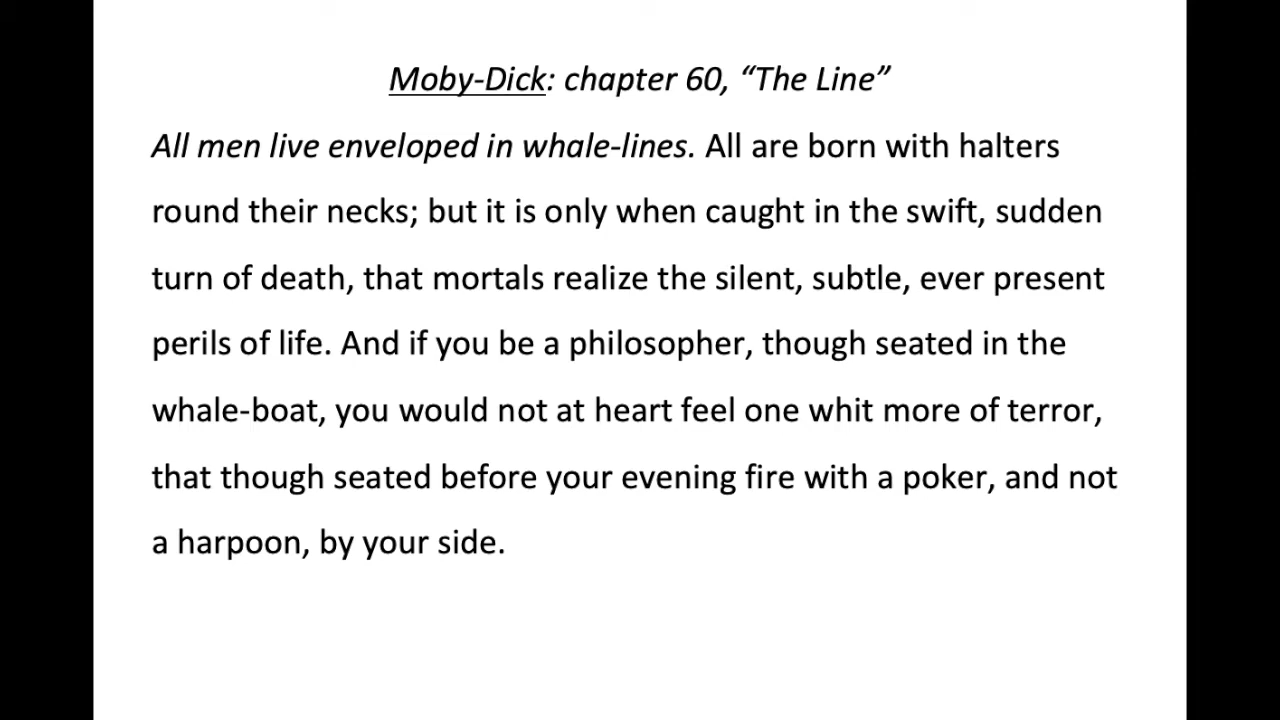 Moby-Dick: chapter 60, “The Line”
All men live enveloped in whale-lines. All are born with halters
round their necks; but it is only when caught in the swift, sudden
turn of death, that mortals realize the silent, subtle, ever present
perils of life. And if you be a philosopher, though seated in the
whale-boat, you would not at heart feel one whit more of terror,
that though seated before your evening fire with a poker, and not
a harpoon, by your side.